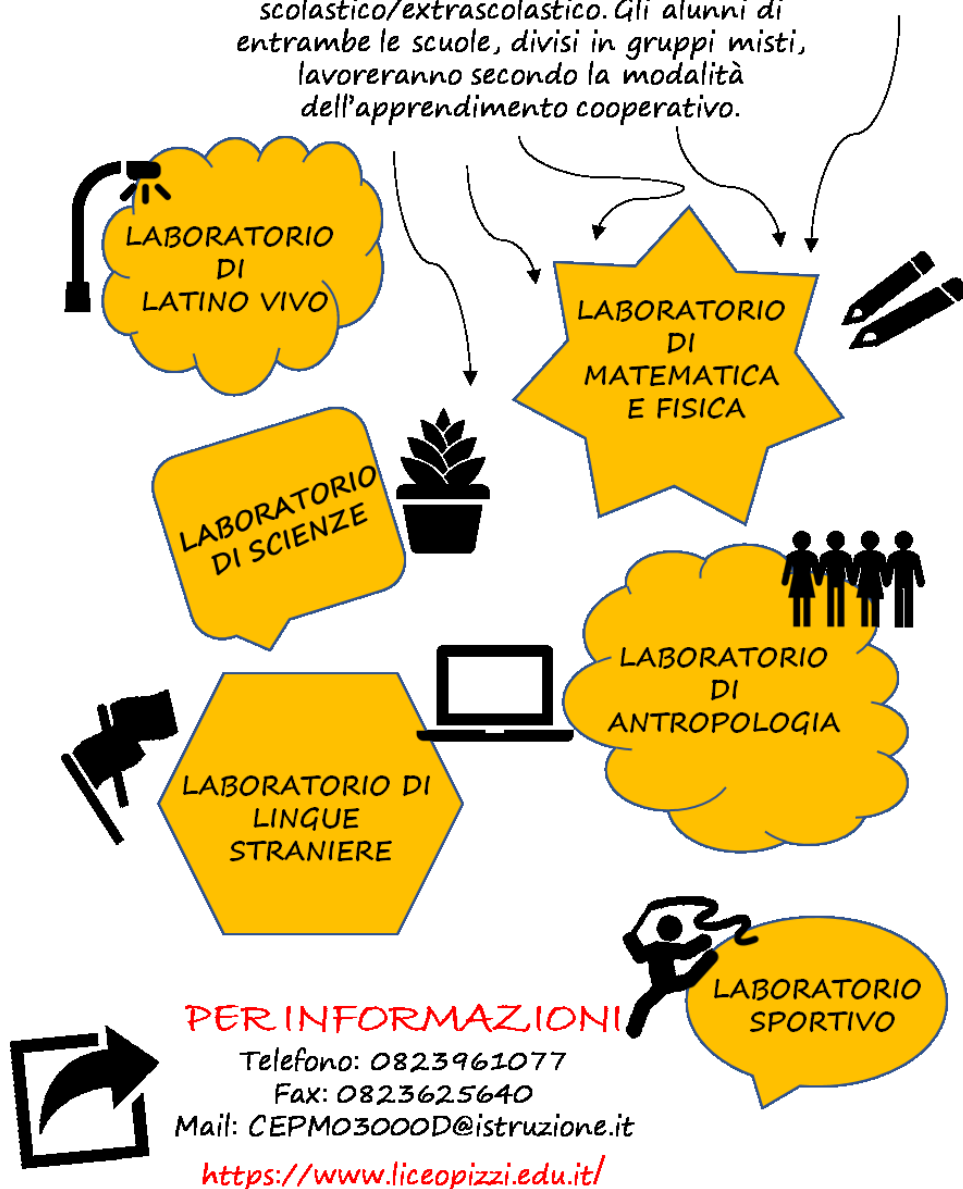 scolastico/extrascolastico. Gli alunni di
entrambe le scuole, divisi in gruppi misti,
lavoreranno secondo la modalità
dell'apprendimento cooperativo.
LABORATORIO
DI
LATINO VIVO
LABORATORIO
DI
MATEMATICA
E FISICA
LABORATORIO
DI SCIENZE
LABORATORIO
DI
ANTROPOLOGIA
LABORATORIO DI
LINGUE
STRANIERE
LABORATORIO
SPORTIVO
PER INFORMAZIONI
Telefono: 0823961077
Fax: 0823625640
Mail: CEPM03000D@istruzione.it
https://www.liceopizzi.edu.it/